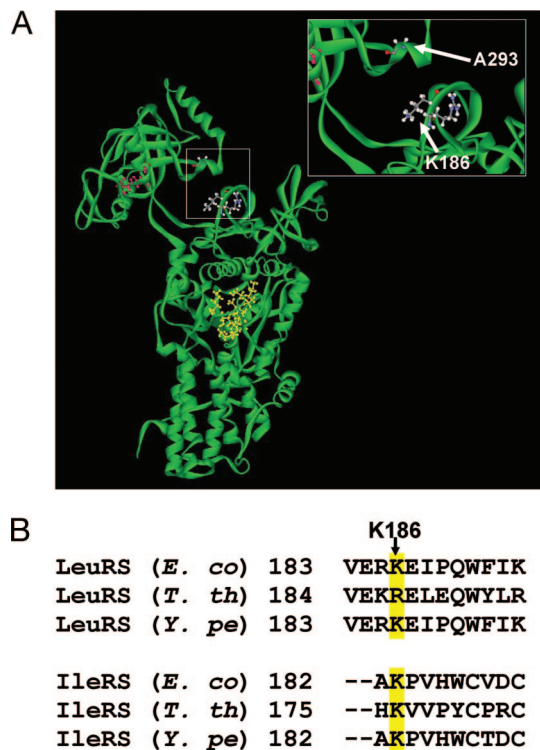 A
A293
K186
B
K186
LeuRS (E. co) 183 VERKEIPQWFIK
LeuRS (T. th) 184 VEKRELEQWYLR
LeuRS (Y. pe) 183 VERKEIPQWFIK
IleRS (E. co) 182 --AKPVHWCVDC
IleRS (T. th) 175 --HKVVPYCPRC
IleRS (Y. pe) 182 --AKPVHWCTDC